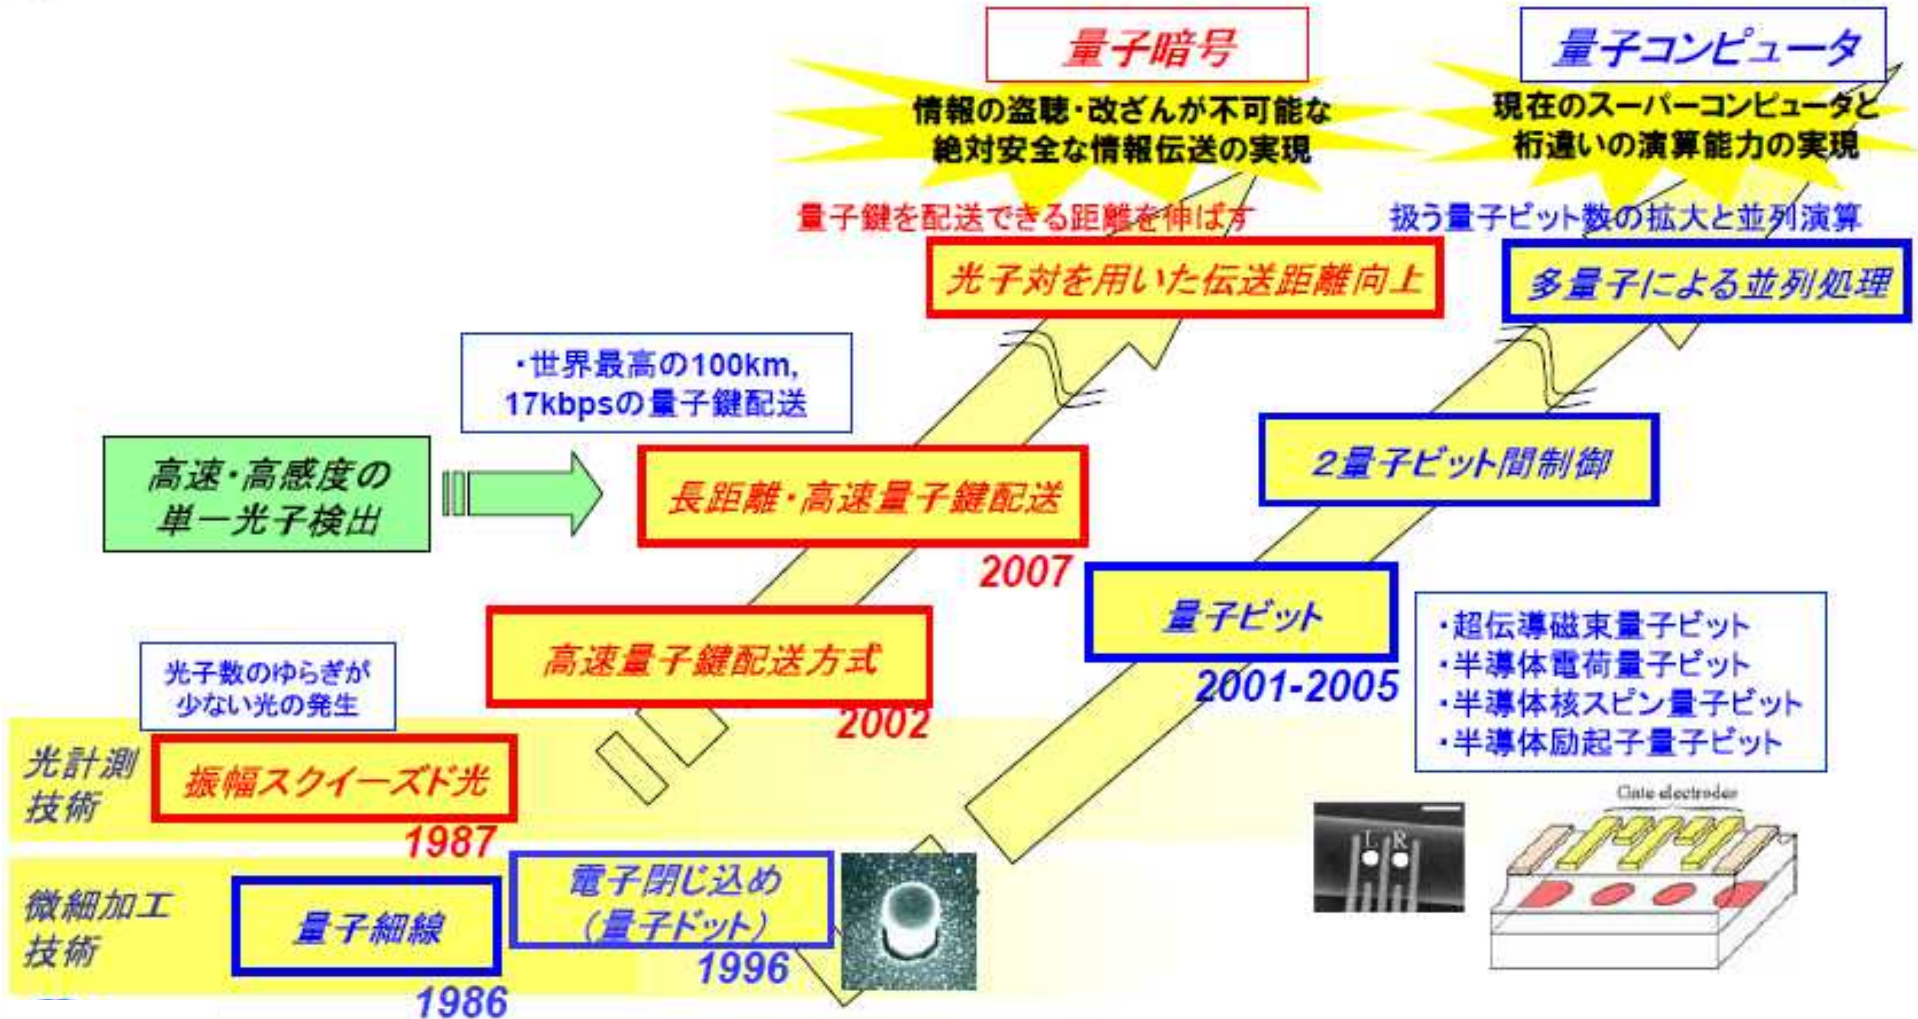 量子暗号
情報の盗聴・改ざんが不可能な
絶対安全な情報伝送の実現
量子コンピュータ
現在のスーパーコンピュータと
桁違いの演算能力の実現
量子鍵を配送できる距離を伸ばす
扱う量子ビット数の拡大と並列演算
光子対を用いた伝送距離向上
多量子による並列処理
・世界最高の100km,
17kbpsの量子鍵配送
高速・高感度の
単一光子検出
長距離・高速量子鍵配送
2007
2量子ビット間制御
量子ビット
2001-2005
・超伝導磁束量子ビット
・半導体電荷量子ビット
・半導体核スピン量子ビット
・半導体励起子量子ビット
高速量子鍵配送方式
2002
光子数のゆらぎが
少ない光の発生
光計測
技術
振幅スクイーズド光
1987
微細加工
技術
量子細線
1986
電子閉じ込め
(量子ドット)
1996
L R
Gate electrodes